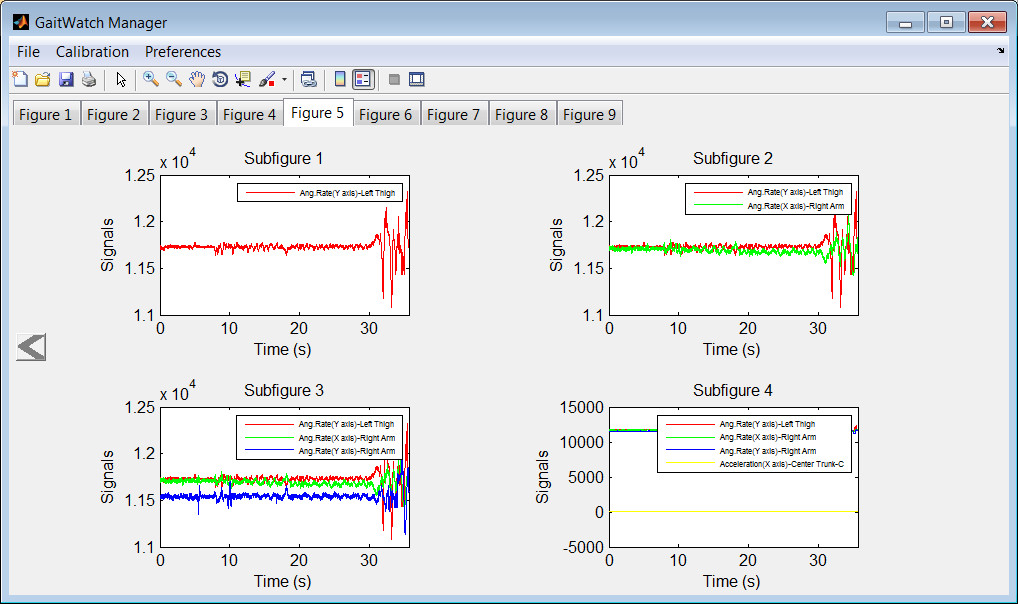 GaitWatch Manager
File Calibration Preferences
Figure 1 Figure 2 Figure 3 Figure 4 Figure 5 Figure 6 Figure 7 Figure 8 Figure 9
Subfigure 1
x 10^4
1.25
1.2
1.15
1.1
Signals
Ang.Rate(Y axis)-Left Thigh
0 10 20 30
Time (s)
Subfigure 2
x 10^4
1.25
1.2
1.15
1.1
Signals
Ang.Rate(Y axis)-Left Thigh
Ang.Rate(X axis)-Right Arm
0 10 20 30
Time (s)
Subfigure 3
x 10^4
1.25
1.2
1.15
1.1
Signals
Ang.Rate(Y axis)-Left Thigh
Ang.Rate(X axis)-Right Arm
Ang.Rate(Y axis)-Right Arm
0 10 20 30
Time (s)
Subfigure 4
15000
10000
5000
0
-5000
Signals
Ang.Rate(Y axis)-Left Thigh
Ang.Rate(X axis)-Right Arm
Ang.Rate(Y axis)-Right Arm
Acceleration(X axis)-Center Trunk-C
0 10 20 30
Time (s)